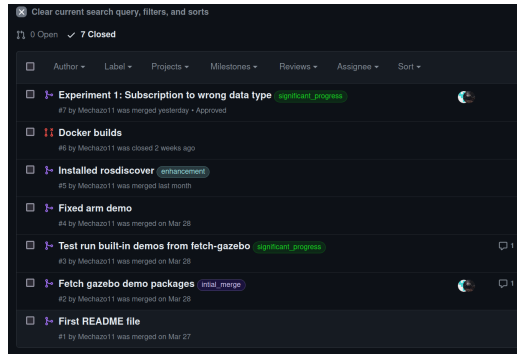 Clear current search query, filters, and sorts
0 Open 7 Closed
Author Label Projects Milestones Reviews Assignee Sort
Experiment 1: Subscription to wrong data type significant_progress
#7 by Mechazo11 was merged yesterday • Approved
Docker builds
#6 by Mechazo11 was closed 2 weeks ago
Installed rosdiscover enhancement
#5 by Mechazo11 was merged last month
Fixed arm demo
#4 by Mechazo11 was merged on Mar 28
Test run built-in demos from fetch-gazebo significant_progress 1
#3 by Mechazo11 was merged on Mar 28
Fetch gazebo demo packages intial_merge 1
#2 by Mechazo11 was merged on Mar 28
First README file
#1 by Mechazo11 was merged on Mar 27